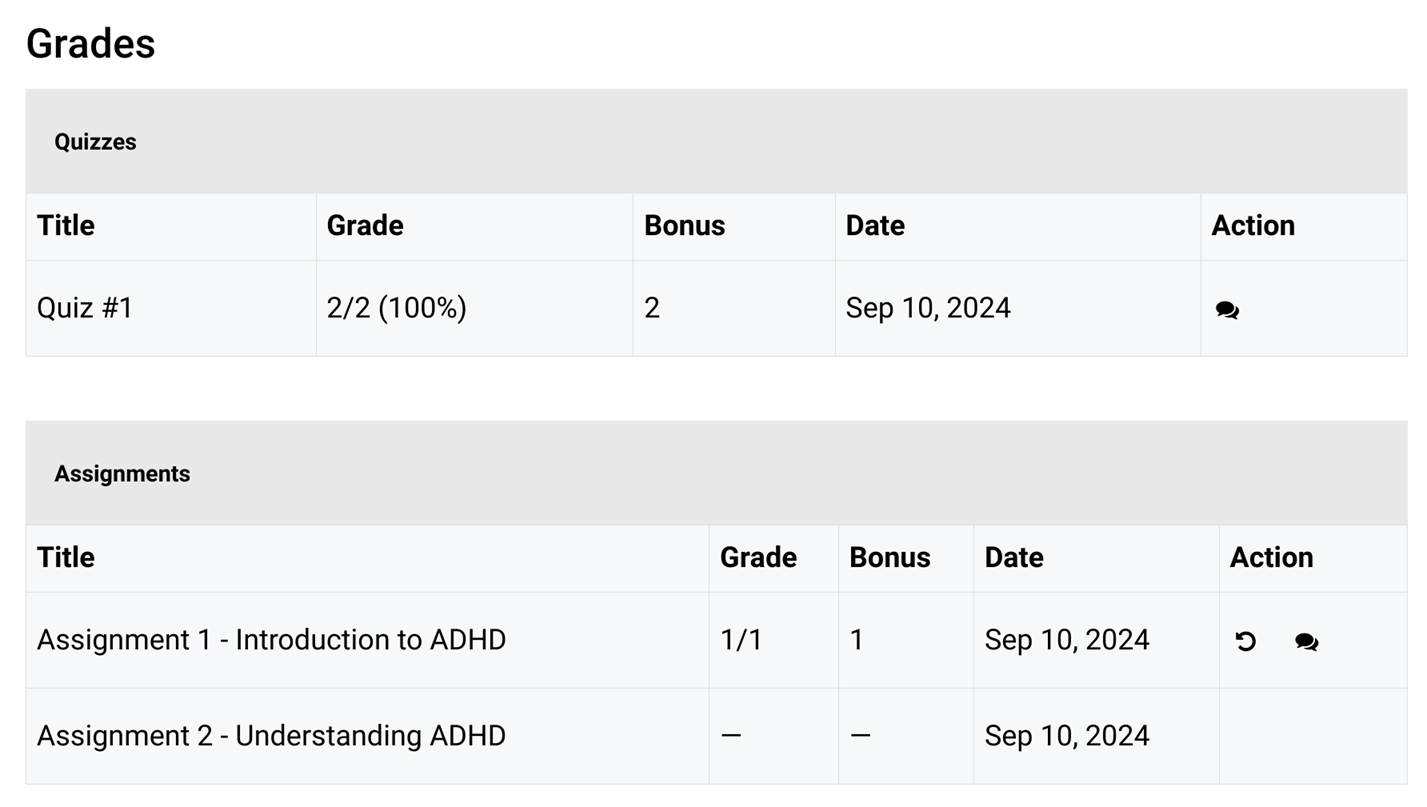 Grades
Quizzes
Title Grade Bonus Date Action
Quiz #1 2/2 (100%) 2 Sep 10, 2024
Assignments
Title Grade Bonus Date Action
Assignment 1 - Introduction to ADHD 1/1 1 Sep 10, 2024
Assignment 2 - Understanding ADHD — — Sep 10, 2024